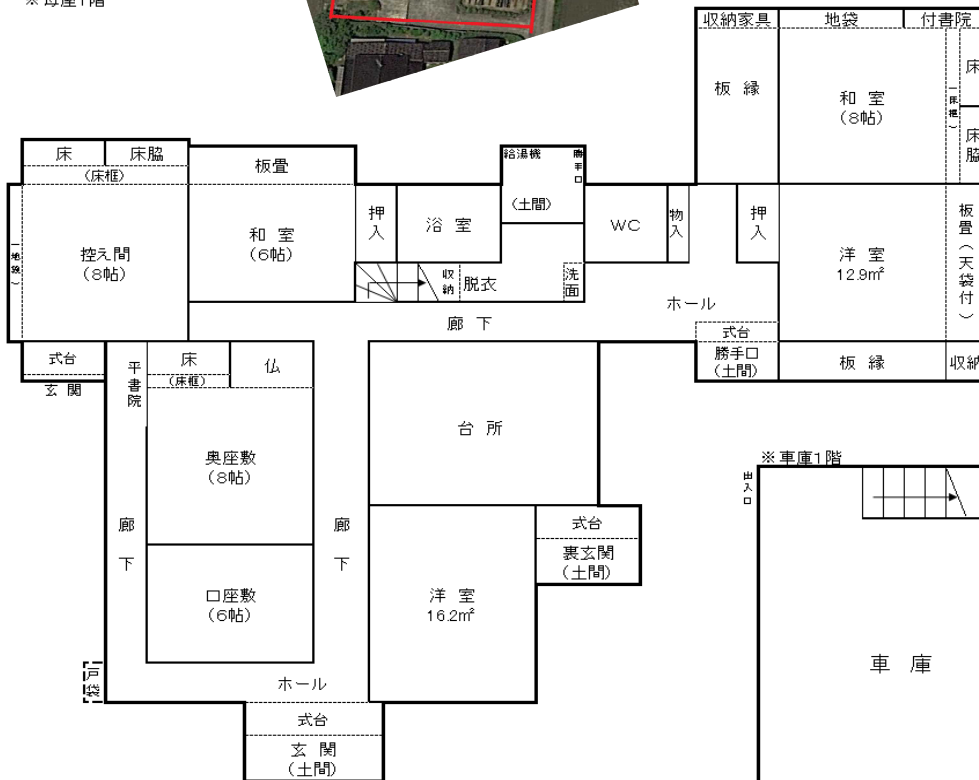 ※母屋1階
収納家具
地袋
付書院
板縁
和室
(8帖)
(床框)
床
床脇
床
床脇
(床框)
板畳
給湯機
勝手口
(土間)
押入
浴室
WC
物入
押入
洋室
12.9㎡
板畳(天袋付)
(地袋)
控え間
(8帖)
和室
(6帖)
収納
脱衣
洗面
ホール
廊下
式台
勝手口
(土間)
板縁
収納
式台
玄関
平書院
床
(床框)
仏
台所
奥座敷
(8帖)
廊下
廊下
式台
裏玄関
(土間)
口座敷
(6帖)
洋室
16.2㎡
戸袋
ホール
式台
玄関
(土間)
※車庫1階
出入口
車庫